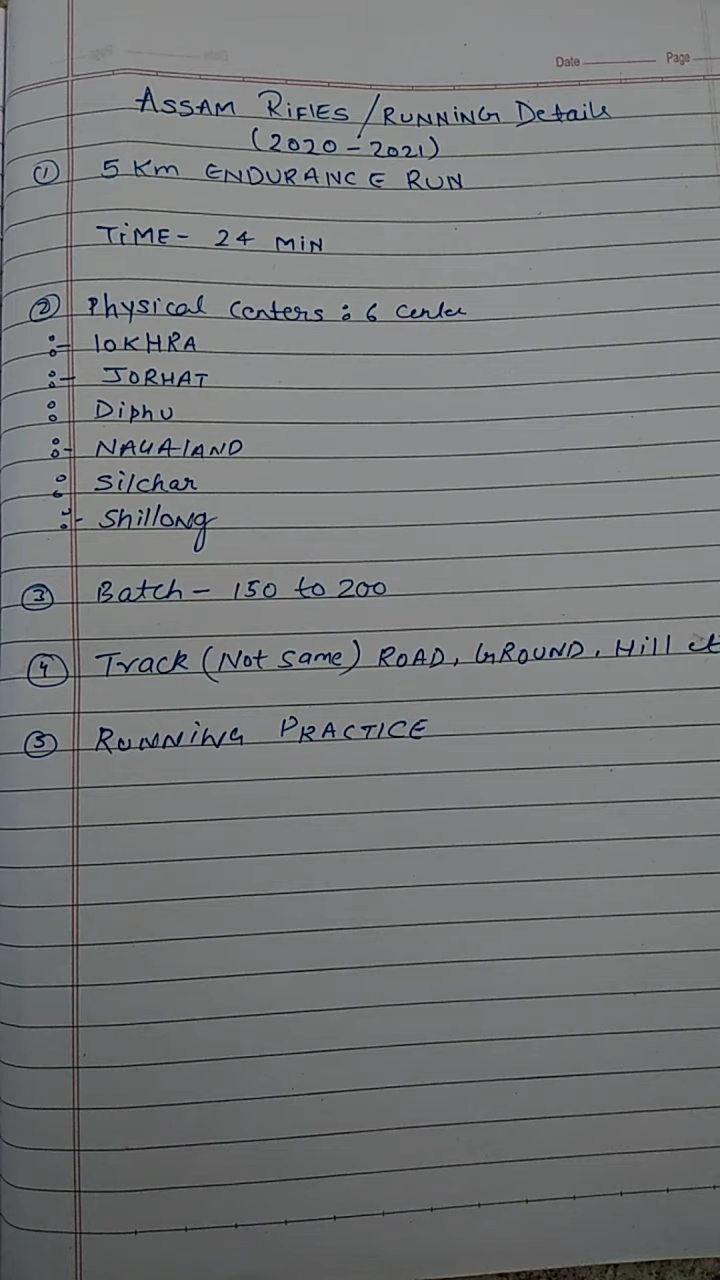 Date Page
ASSAM RIFIES / RUNNING Details
(2020-2021)
① 5 Km ENDURANCE RUN
TiME - 24 MiN
② Physical Centers : 6 Center
:- lOKHRA
:- JORHAT
: Diphu
:- NAGAlAND
: Silchar
:- Shillong
③ Batch - 150 to 200
④ Track (Not Same) ROAD, GROUND, Hill et
⑤ RUNNiNG PRACTICE